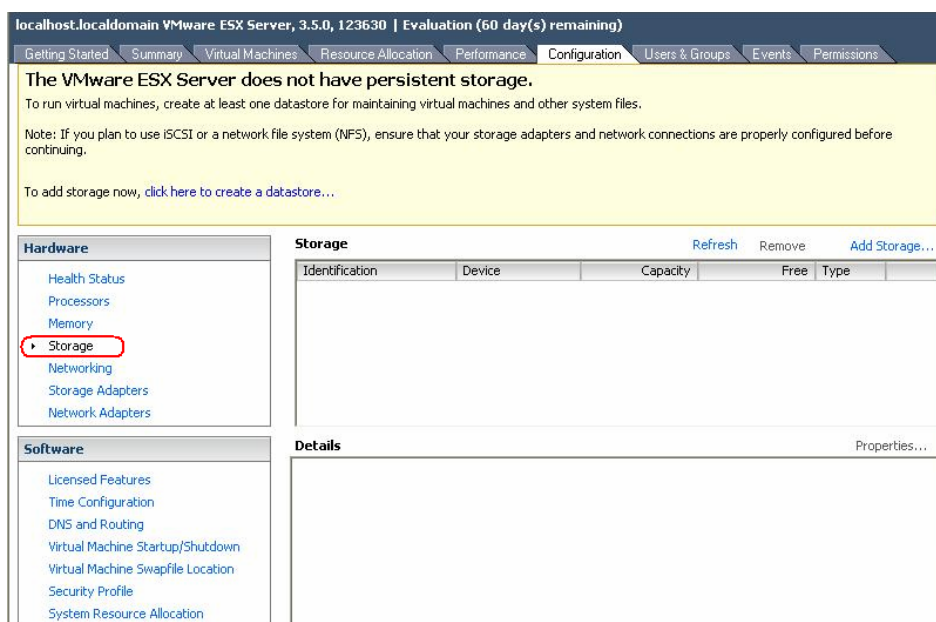 localhost.localdomain VMware ESX Server, 3.5.0, 123630 | Evaluation (60 day(s) remaining)
Getting Started Summary Virtual Machines Resource Allocation Performance Configuration Users & Groups Events Permissions
The VMware ESX Server does not have persistent storage.
To run virtual machines, create at least one datastore for maintaining virtual machines and other system files.
Note: If you plan to use iSCSI or a network file system (NFS), ensure that your storage adapters and network connections are properly configured before
continuing.
To add storage now, click here to create a datastore...
Hardware
Health Status
Processors
Memory
Storage
Networking
Storage Adapters
Network Adapters
Software
Licensed Features
Time Configuration
DNS and Routing
Virtual Machine Startup/Shutdown
Virtual Machine Swapfile Location
Security Profile
System Resource Allocation
Storage Refresh Remove Add Storage...
Identification Device Capacity Free Type
Details Properties...